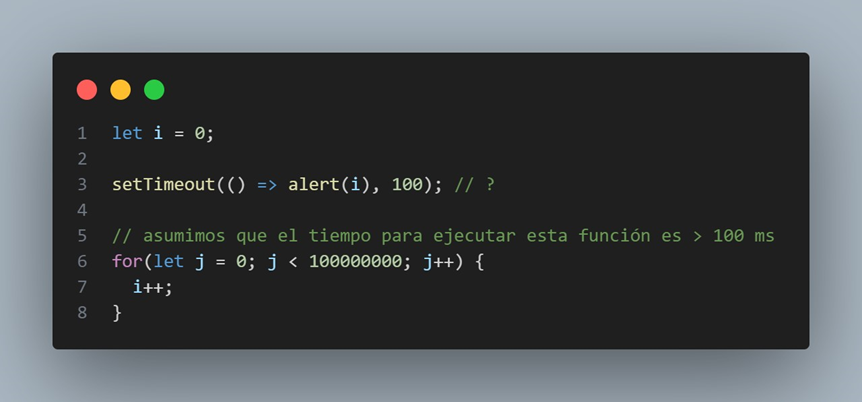 1 let i = 0;
2
3 setTimeout(() => alert(i), 100); // ?
4
5 // asumimos que el tiempo para ejecutar esta función es > 100 ms
6 for(let j = 0; j < 100000000; j++) {
7   i++;
8 }